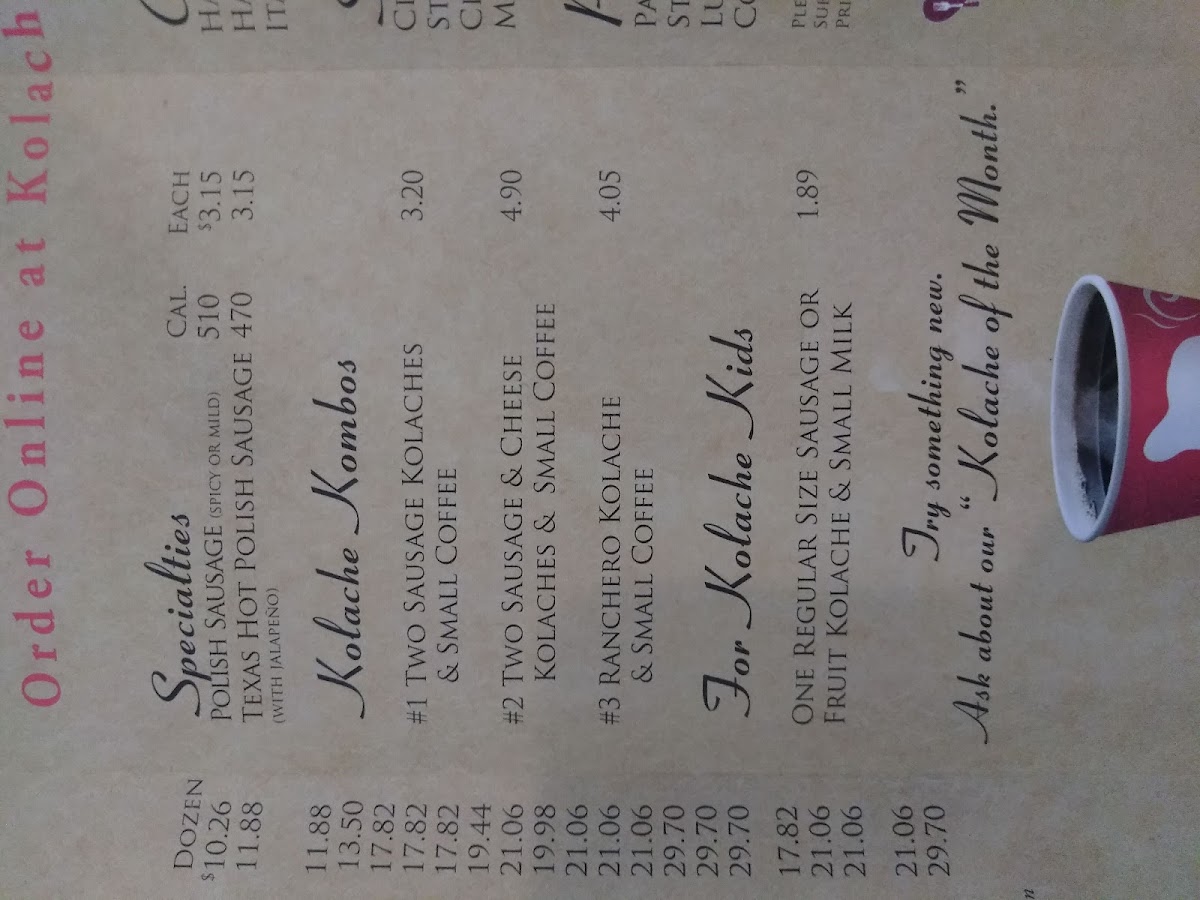 Order Online at Kolach
DOZEN
$10.26
11.88
11.88
13.50
17.82
17.82
17.82
19.44
21.06
19.98
21.06
21.06
21.06
29.70
29.70
29.70
17.82
21.06
21.06
21.06
29.70
Specialties CAL. EACH
POLISH SAUSAGE (SPICY OR MILD) 510 $3.15
TEXAS HOT POLISH SAUSAGE 470 3.15
(WITH JALAPEÑO)
Kolache Kombos
#1 TWO SAUSAGE KOLACHES 3.20
& SMALL COFFEE
#2 TWO SAUSAGE & CHEESE 4.90
KOLACHES & SMALL COFFEE
#3 RANCHERO KOLACHE 4.05
& SMALL COFFEE
For Kolache Kids
ONE REGULAR SIZE SAUSAGE OR 1.89
FRUIT KOLACHE & SMALL MILK
Try something new.
Ask about our "Kolache of the Month."